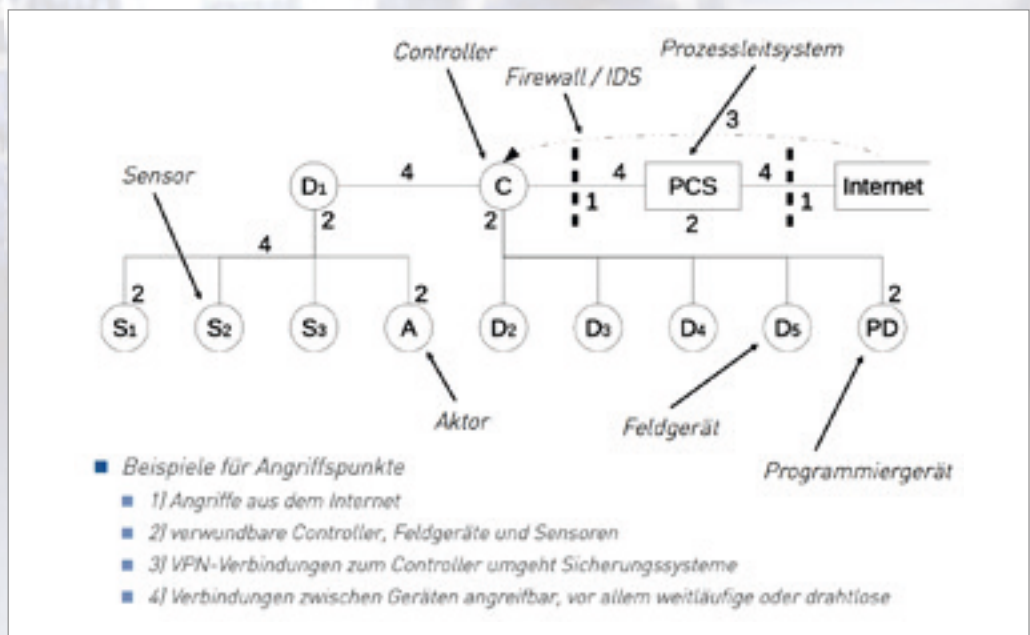 Controller
Prozessleitsystem
Firewall / IDS
3
Sensor
D1
4
C
4
PCS
4
Internet
1
1
2
2
2
4
2
2
2
S1
S2
S3
A
D2
D3
D4
D5
PD
Aktor
Feldgerät
Programmiergerät
Beispiele für Angriffspunkte
1) Angriffe aus dem Internet
2) verwundbare Controller, Feldgeräte und Sensoren
3) VPN-Verbindungen zum Controller umgeht Sicherungssysteme
4) Verbindungen zwischen Geräten angreifbar, vor allem weitläufige oder drahtlose